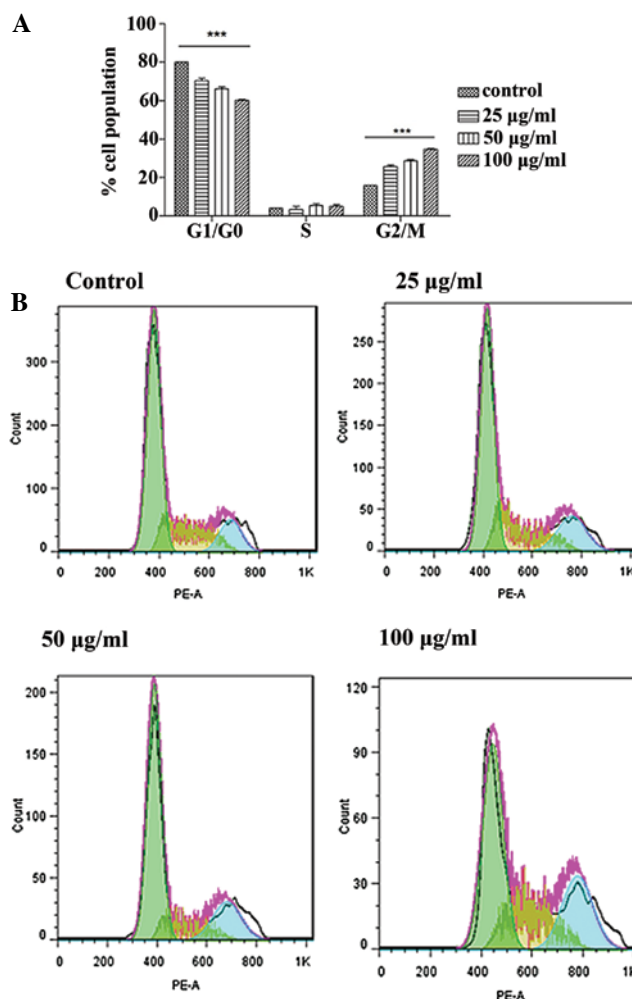 A
% cell population
100
80
60
40
20
0
***
***
G1/G0 S G2/M
control
25 µg/ml
50 µg/ml
100 µg/ml
B
Control
Count
300
200
100
0
0 200 400 600 800 1K
PE-A
25 µg/ml
Count
250
200
150
100
50
0
0 200 400 600 800 1K
PE-A
50 µg/ml
Count
200
150
100
50
0
0 200 400 600 800 1K
PE-A
100 µg/ml
Count
120
90
60
30
0
0 200 400 600 800 1K
PE-A